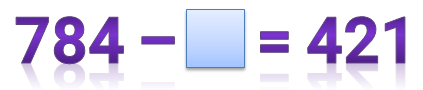 784 − = 421